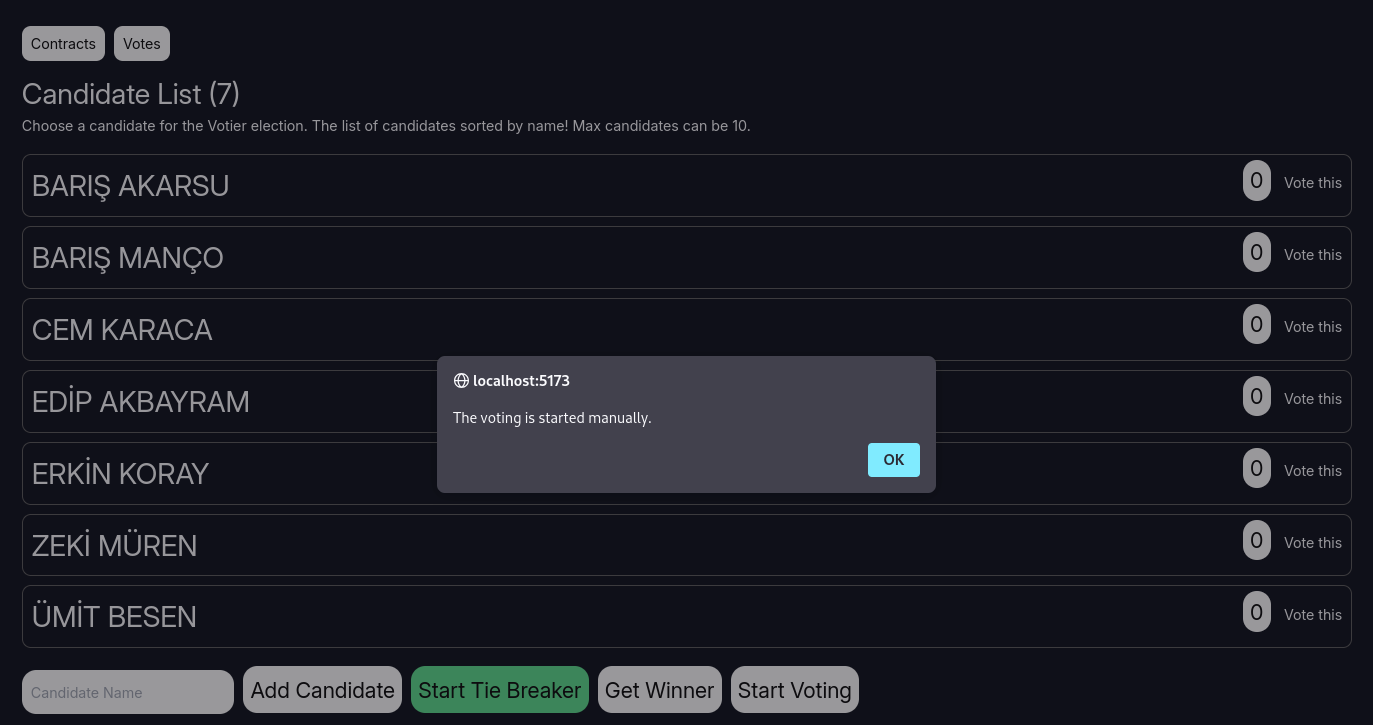 Contracts Votes
Candidate List (7)
Choose a candidate for the Votier election. The list of candidates sorted by name! Max candidates can be 10.
BARIŞ AKARSU 0 Vote this
BARIŞ MANÇO 0 Vote this
CEM KARACA 0 Vote this
localhost:5173
The voting is started manually.
OK
EDİP AKBAYRAM 0 Vote this
ERKİN KORAY 0 Vote this
ZEKİ MÜREN 0 Vote this
ÜMİT BESEN 0 Vote this
Candidate Name Add Candidate Start Tie Breaker Get Winner Start Voting